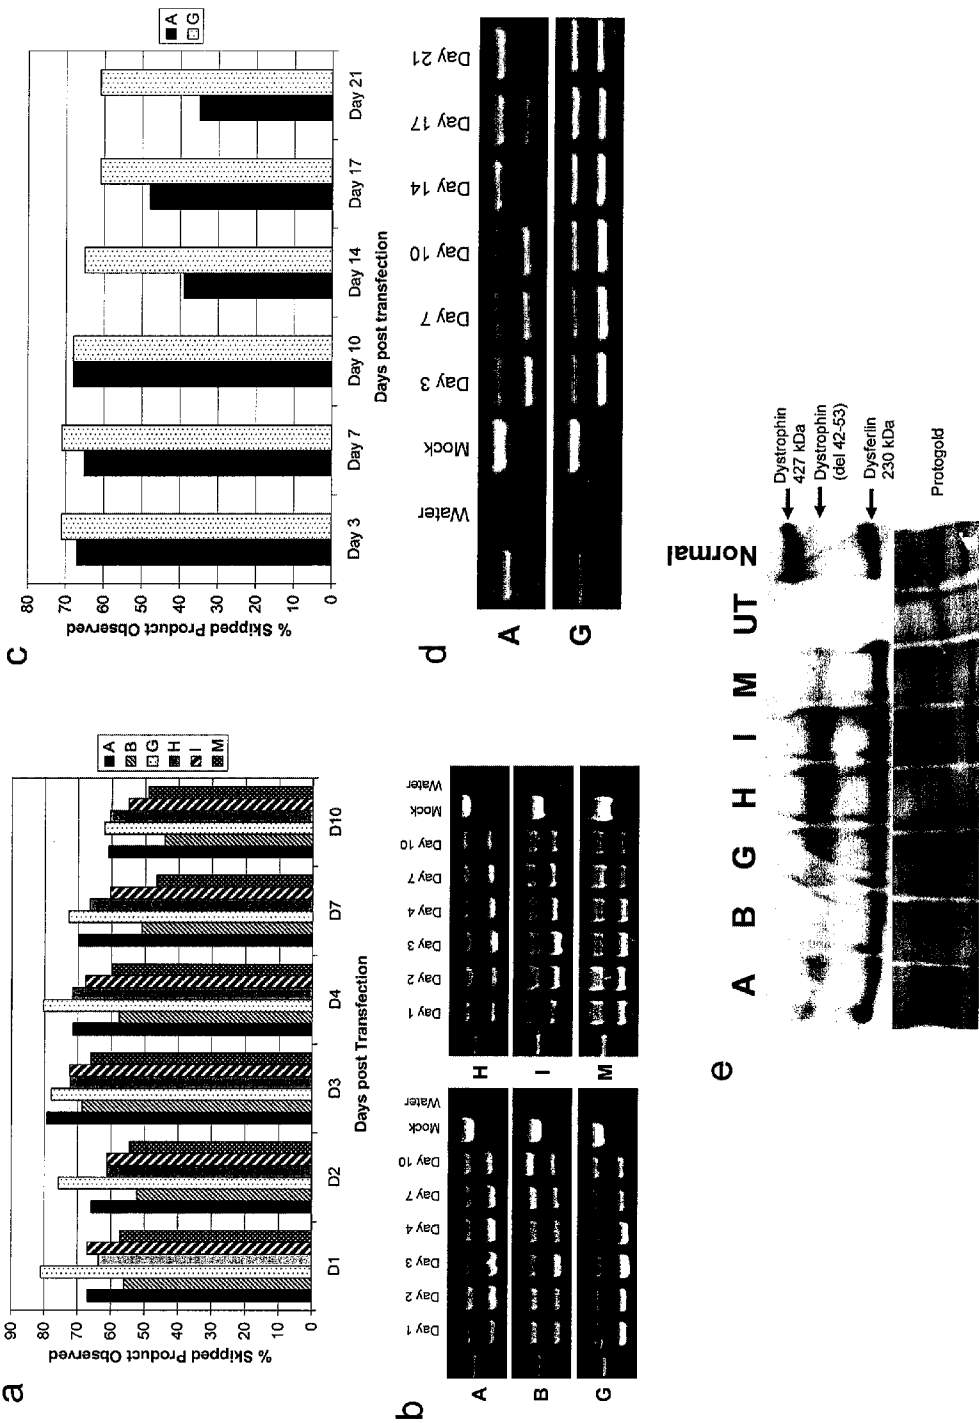 a
% Skipped Product Observed
90
80
70
60
50
40
30
20
10
0
D1 D2 D3 D4 D7 D10
Days post Transfection
A
B
G
H
I
M
b
Day 1 Day 2 Day 3 Day 4 Day 7 Day 10 Mock Water
A
B
G
Day 1 Day 2 Day 3 Day 4 Day 7 Day 10 Mock Water
H
I
M
c
% Skipped Product Observed
80
70
60
50
40
30
20
10
0
Day 3 Day 7 Day 10 Day 14 Day 17 Day 21
Days post transfection
A
G
d
Water Mock Day 3 Day 7 Day 10 Day 14 Day 17 Day 21
A
G
e
A B G H I M UT Normal
Dystrophin
427 kDa
Dystrophin
(del 42-53)
Dysferlin
230 kDa
Protogold